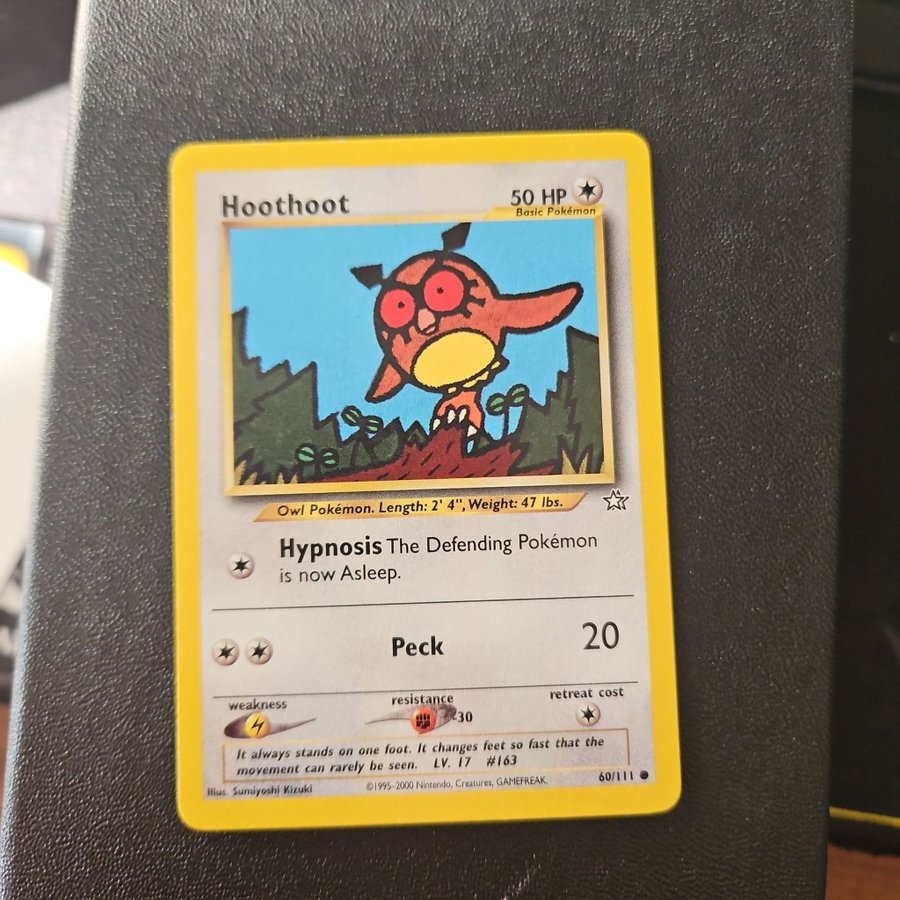 Hoothoot
50 HP
Basic Pokémon
Owl Pokémon. Length: 2' 4", Weight: 47 lbs.
Hypnosis The Defending Pokémon
is now Asleep.
Peck 20
weakness resistance retreat cost
-30
It always stands on one foot. It changes feet so fast that the
movement can rarely be seen. LV. 17 #163
Illus. Sumiyoshi Kizuki ©1995-2000 Nintendo, Creatures, GAMEFREAK. 60/111